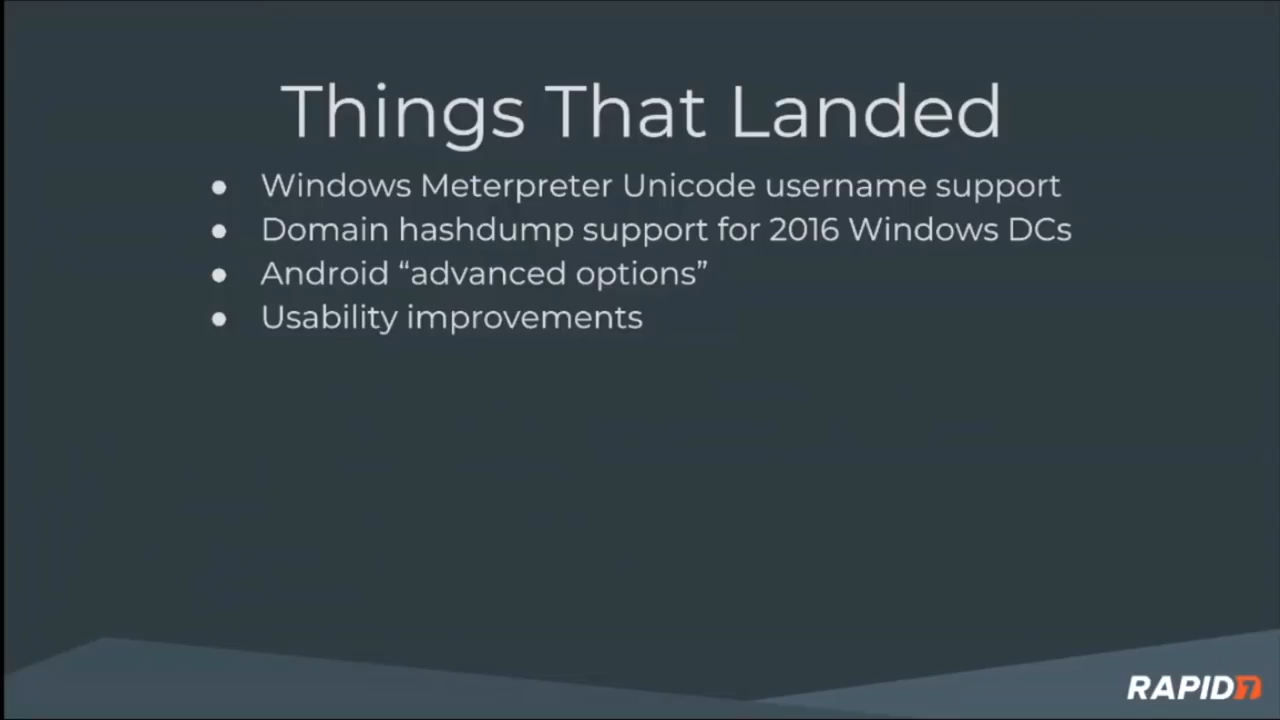 Things That Landed
● Windows Meterpreter Unicode username support
● Domain hashdump support for 2016 Windows DCs
● Android “advanced options”
● Usability improvements
RAPID7